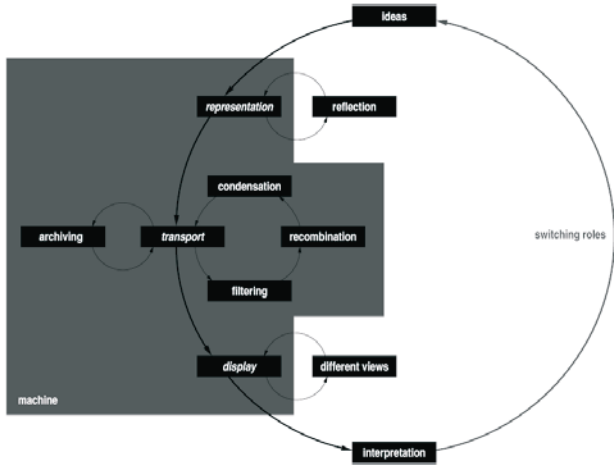 ideas
representation
reflection
condensation
archiving
transport
recombination
switching roles
filtering
display
different views
machine
interpretation